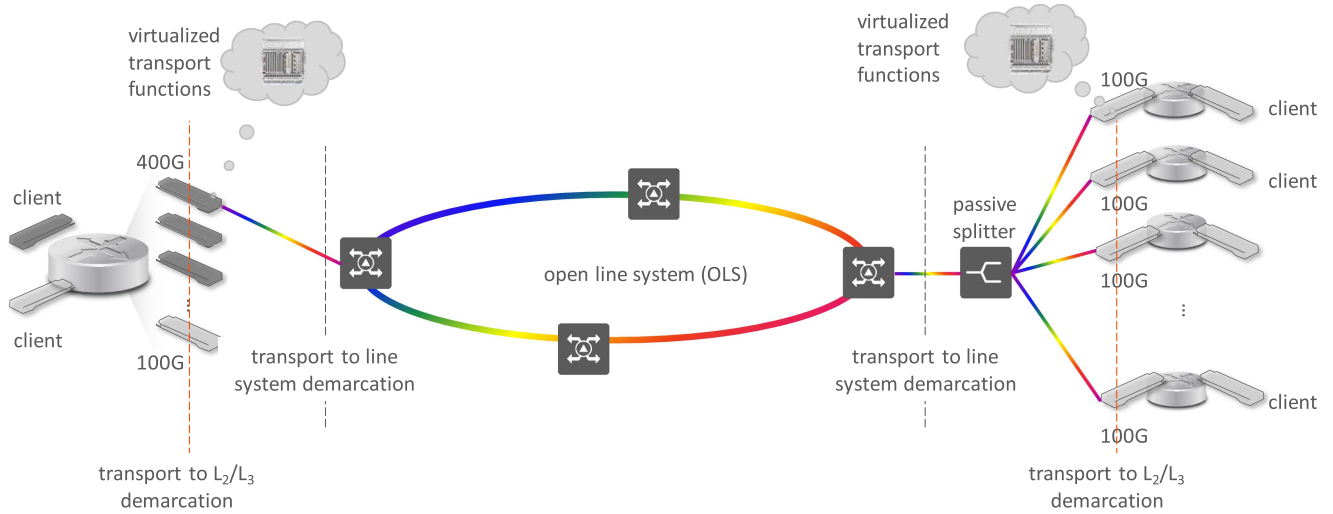 virtualized
transport
functions
400G
client
client
100G
transport to L₂/L₃
demarcation
transport to line
system demarcation
open line system (OLS)
virtualized
transport
functions
passive
splitter
transport to line
system demarcation
100G
client
client
100G
100G
⋮
client
100G
transport to L₂/L₃
demarcation